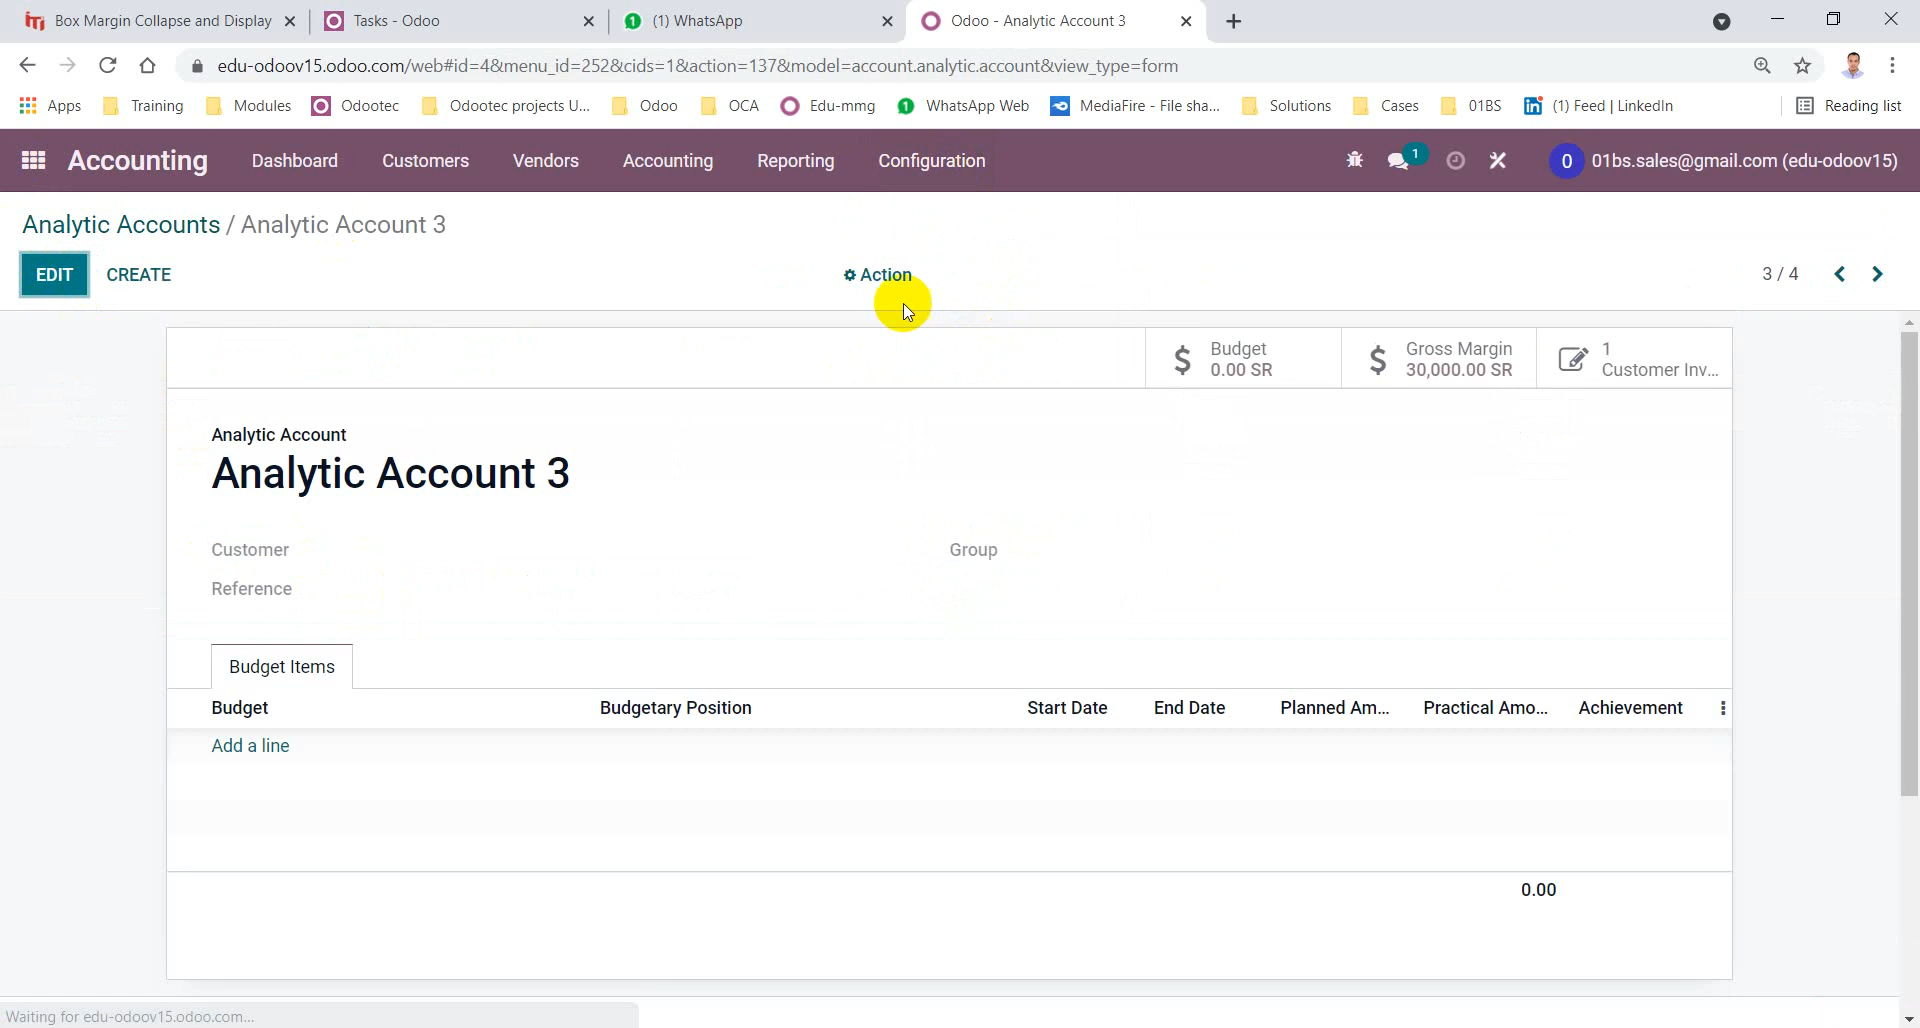 Box Margin Collapse and Display
Tasks - Odoo
(1) WhatsApp
Odoo - Analytic Account 3
edu-odoov15.odoo.com/web#id=4&menu_id=252&cids=1&action=137&model=account.analytic.account&view_type=form
Apps Training Modules Odootec Odootec projects U... Odoo OCA Edu-mmg WhatsApp Web MediaFire - File sha... Solutions Cases 01BS (1) Feed | LinkedIn Reading list
Accounting Dashboard Customers Vendors Accounting Reporting Configuration 1 0 01bs.sales@gmail.com (edu-odoov15)
Analytic Accounts / Analytic Account 3
EDIT CREATE Action 3 / 4
$ Budget
0.00 SR
$ Gross Margin
30,000.00 SR
1
Customer Inv...
Analytic Account
Analytic Account 3
Customer Group
Reference
Budget Items
Budget Budgetary Position Start Date End Date Planned Am... Practical Amo... Achievement
Add a line
0.00
Waiting for edu-odoov15.odoo.com...